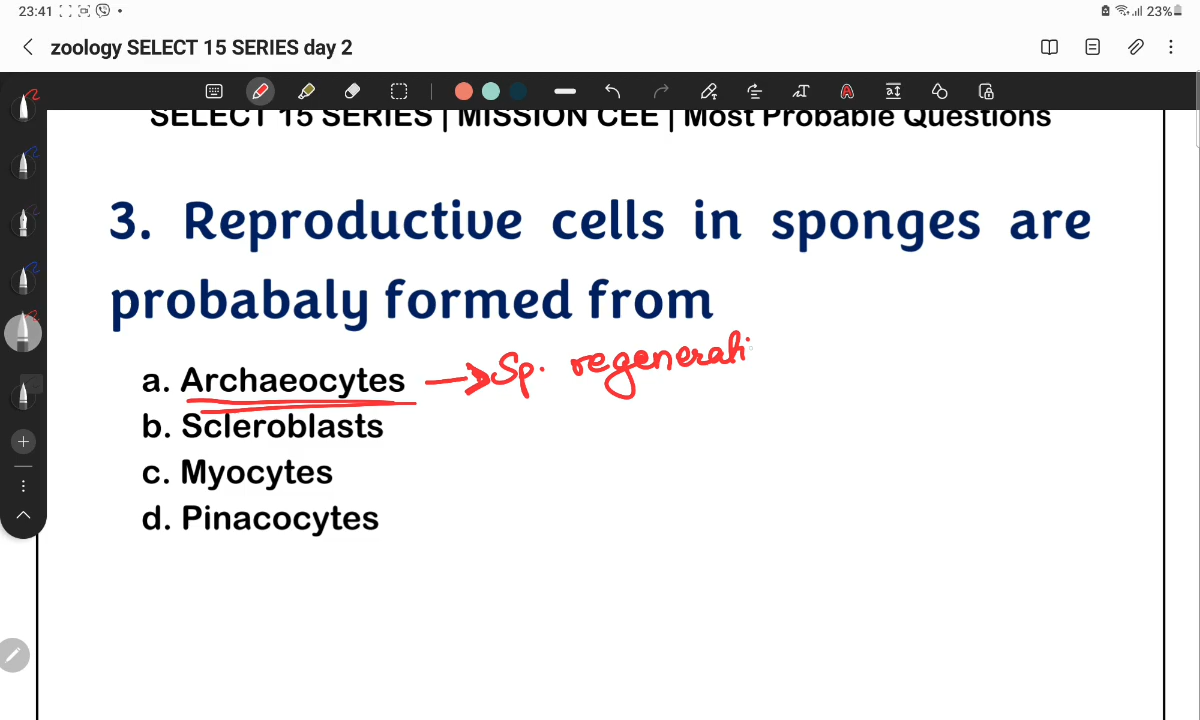 23:41
23%
zoology SELECT 15 SERIES day 2
SELECT 15 SERIES | MISSION CEE | Most Probable Questions
3. Reproductive cells in sponges are
probabaly formed from
a. Archaeocytes → Sp. regenerati
b. Scleroblasts
c. Myocytes
d. Pinacocytes